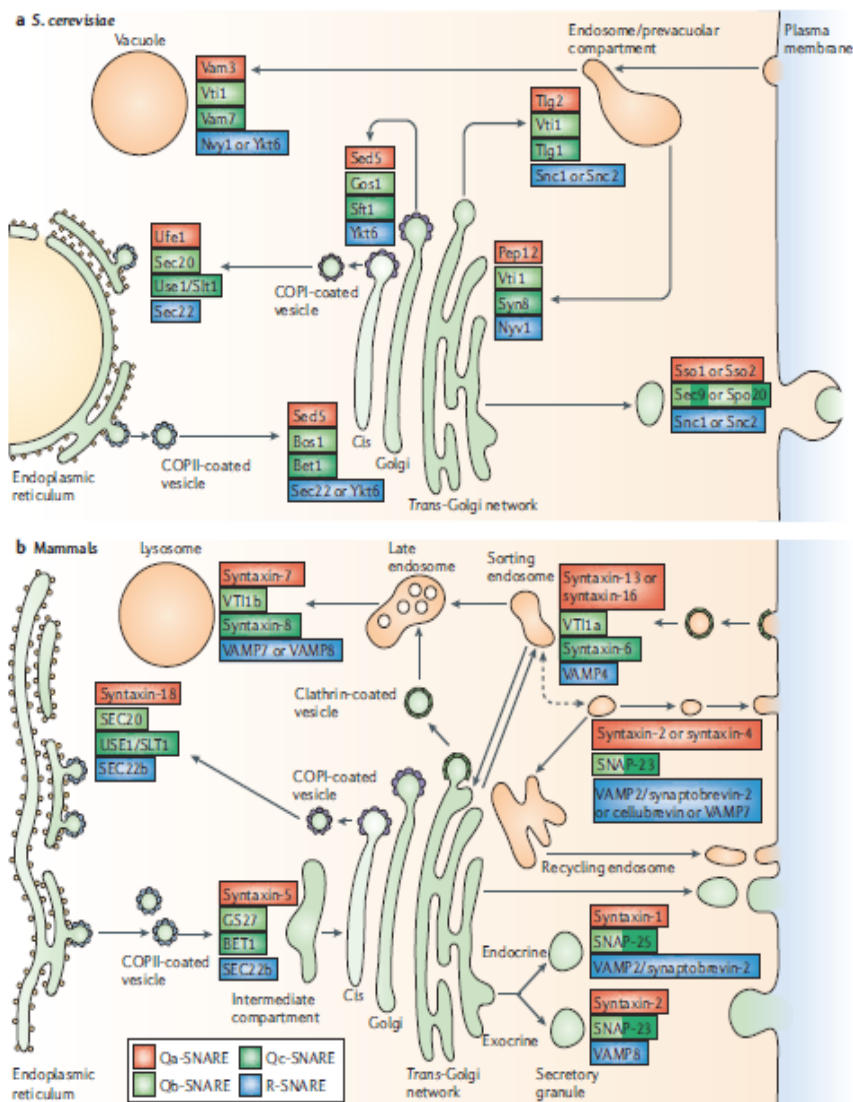 a S. cerevisiae
Vacuole
Vam3
Vti1
Vam7
Nvy1 or Ykt6
Endosome/prevacuolar
compartment
Plasma
membrane
Tlg2
Vti1
Tlg1
Snc1 or Snc2
Sed5
Gos1
Sft1
Ykt6
Ufe1
Sec20
Use1/Slt1
Sec22
COPI-coated
vesicle
Pep12
Vti1
Syn8
Nyv1
Sso1 or Sso2
Sec9 or Spo20
Snc1 or Snc2
Sed5
Bos1
Bet1
Sec22 or Ykt6
Cis
Golgi
Trans-Golgi network
Endoplasmic
reticulum
COPII-coated
vesicle
b Mammals
Lysosome
Syntaxin-7
VTI1b
Syntaxin-8
VAMP7 or VAMP8
Late
endosome
Sorting
endosome
Syntaxin-13 or
syntaxin-16
VTI1a
Syntaxin-6
VAMP4
Syntaxin-18
SEC20
USE1/SLT1
SEC22b
Clathrin-coated
vesicle
COPI-coated
vesicle
Syntaxin-2 or syntaxin-4
SNAP-23
VAMP2/synaptobrevin-2
or cellubrevin or VAMP7
Recycling endosome
Syntaxin-5
GS27
BET1
SEC22b
COPII-coated
vesicle
Intermediate
compartment
Cis
Golgi
Trans-Golgi
network
Endocrine
Exocrine
Syntaxin-1
SNAP-25
VAMP2/synaptobrevin-2
Syntaxin-2
SNAP-23
VAMP8
Secretory
granule
Endoplasmic
reticulum
Qa-SNARE
Qc-SNARE
Qb-SNARE
R-SNARE